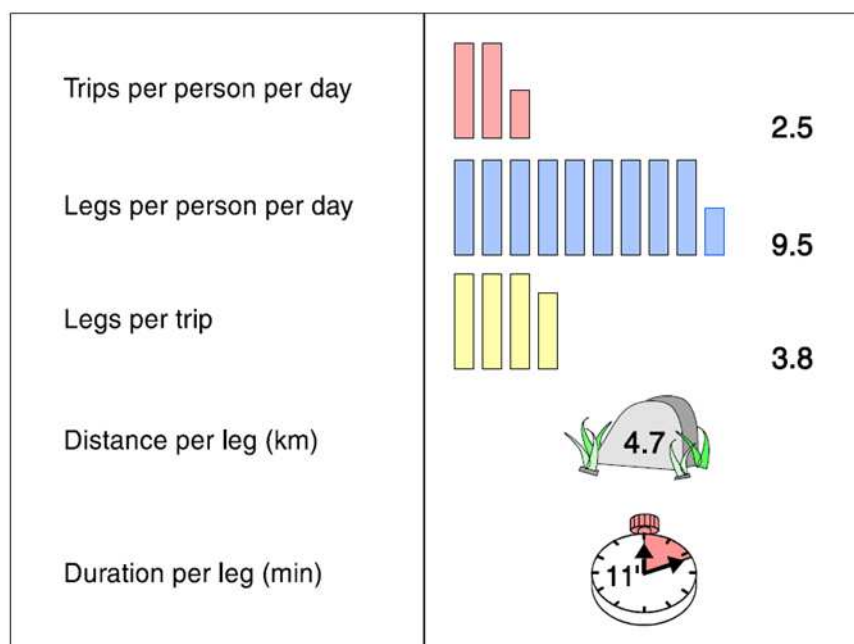 Trips per person per day
2.5
Legs per person per day
9.5
Legs per trip
3.8
Distance per leg (km)
4.7
Duration per leg (min)
11'